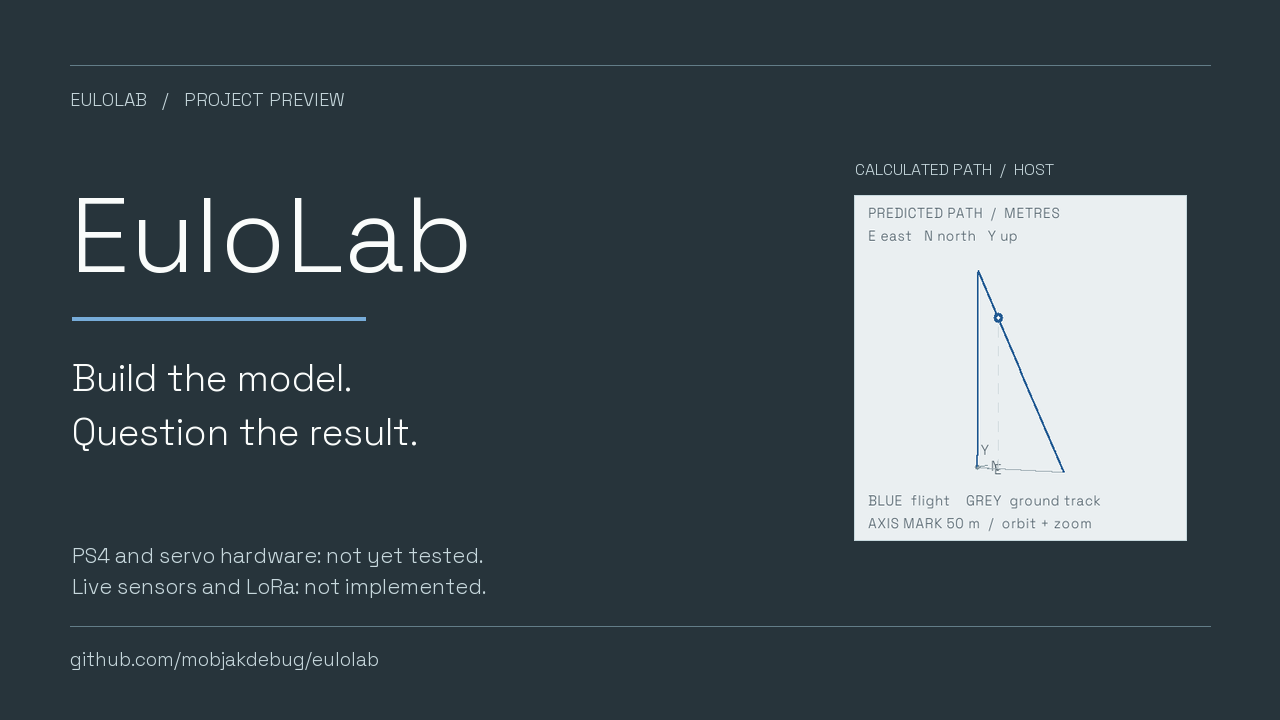 EULOLAB / PROJECT PREVIEW
EuloLab
Build the model.
Question the result.
PS4 and servo hardware: not yet tested.
Live sensors and LoRa: not implemented.
github.com/mobjakdebug/eulolab
CALCULATED PATH / HOST
PREDICTED PATH / METRES
E east N north Y up
Y
N
E
BLUE flight GREY ground track
AXIS MARK 50 m / orbit + zoom